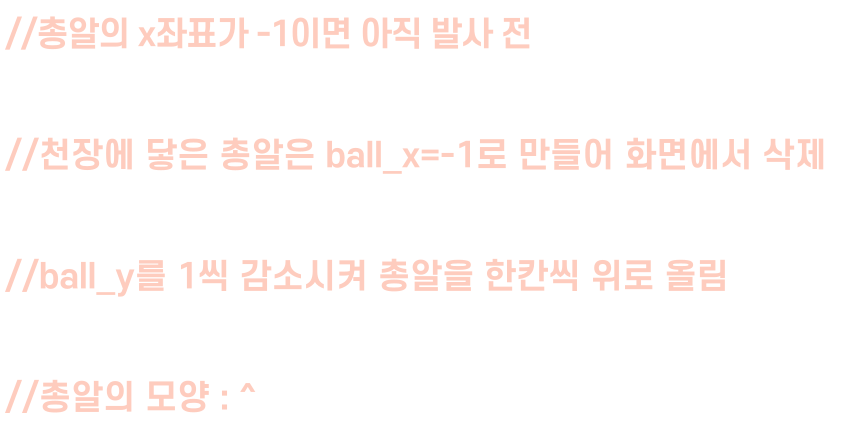 //총알의 x좌표가 -1이면 아직 발사 전
//천장에 닿은 총알은 ball_x=-1로 만들어 화면에서 삭제
//ball_y를 1씩 감소시켜 총알을 한칸씩 위로 올림
//총알의 모양 : ^